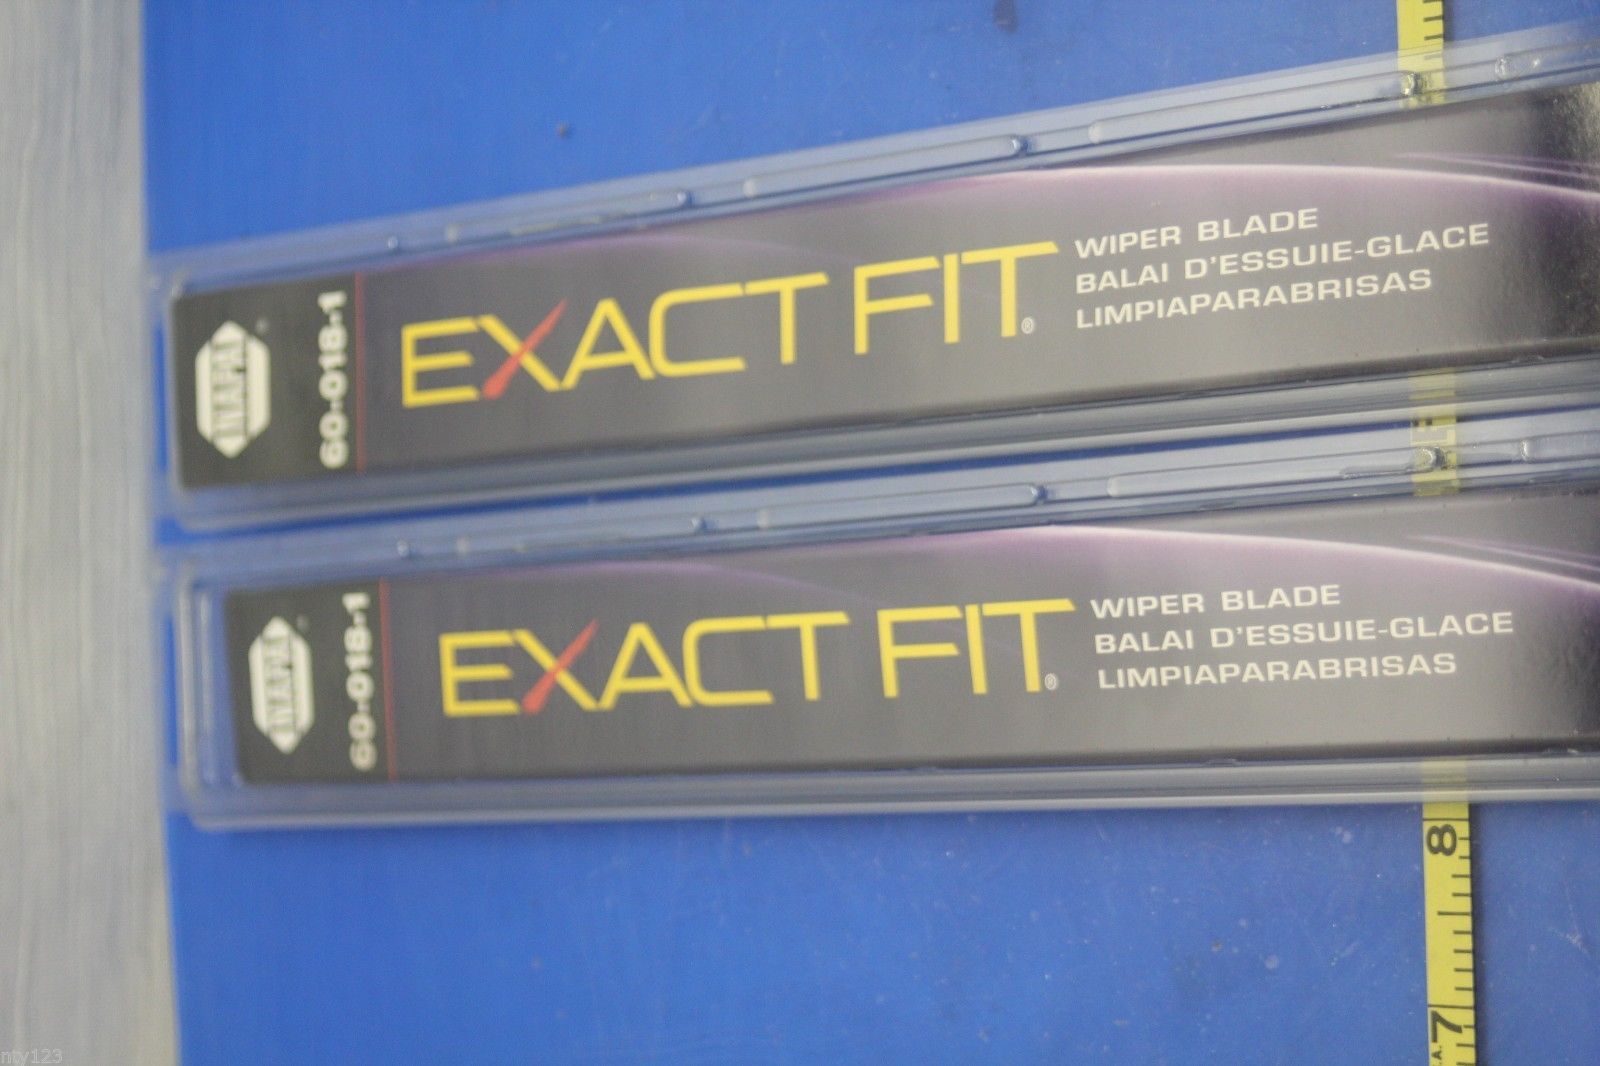 NAPA
60-018-1
EXACT FIT®
WIPER BLADE
BALAI D'ESSUIE-GLACE
LIMPIAPARABRISAS
NAPA
60-018-1
EXACT FIT®
WIPER BLADE
BALAI D'ESSUIE-GLACE
LIMPIAPARABRISAS
8
7
nty123